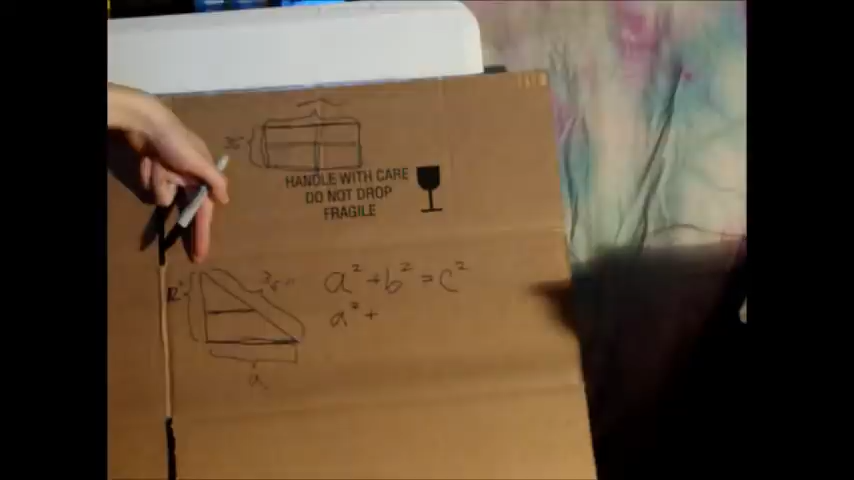 HANDLE WITH CARE
DO NOT DROP
FRAGILE
a² + b² = c²
a² +
a